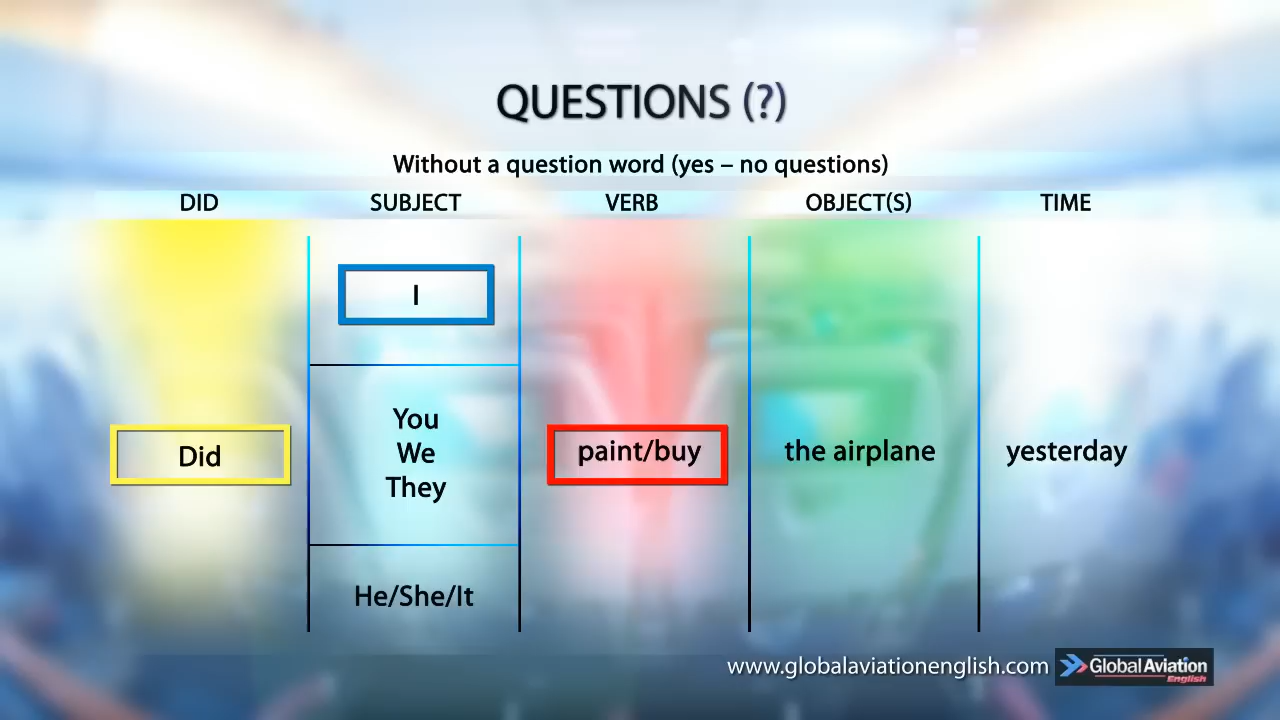 QUESTIONS (?)
Without a question word (yes – no questions)
DID SUBJECT VERB OBJECT(S) TIME
I
You
We
They
Did paint/buy the airplane yesterday
He/She/It
www.globalaviationenglish.com
Global Aviation
English